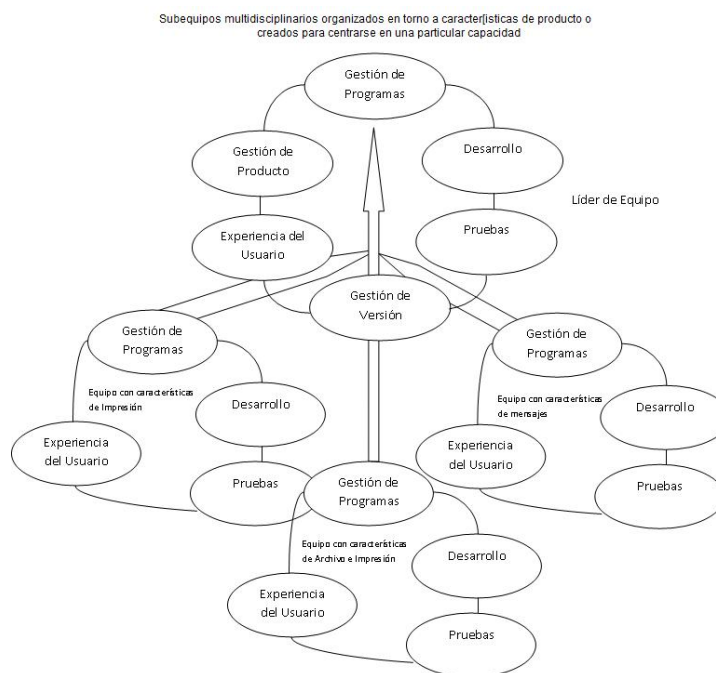 Subequipos multidisciplinarios organizados en torno a caracter[isticas de producto o
creados para centrarse en una particular capacidad
Gestión de
Programas
Gestión de
Producto
Desarrollo
Líder de Equipo
Experiencia del
Usuario
Pruebas
Gestión de
Versión
Gestión de
Programas
Equipo con características
de Impresión
Desarrollo
Experiencia
del Usuario
Pruebas
Gestión de
Programas
Equipo con características
de mensajes
Desarrollo
Experiencia
del Usuario
Pruebas
Gestión de
Programas
Equipo con características
de Archivo e Impresión
Desarrollo
Experiencia
del Usuario
Pruebas